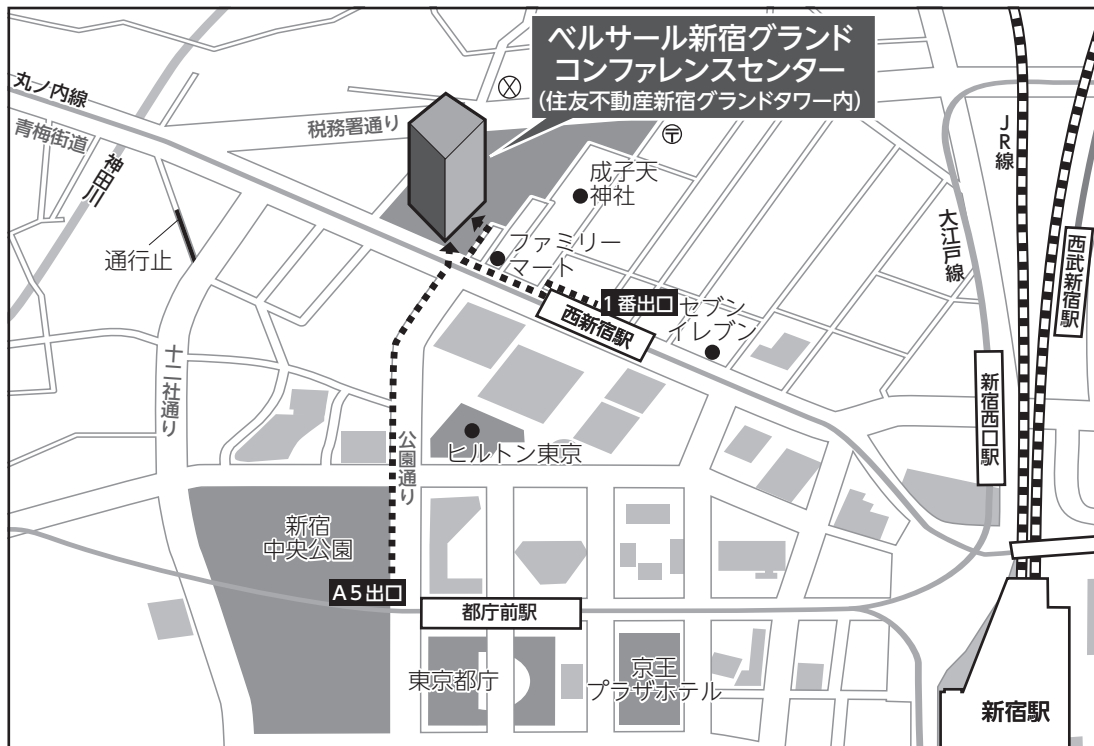 ベルサール新宿グランド
コンファレンスセンター
(住友不動産新宿グランドタワー内)
丸ノ内線
青梅街道
神田川
税務署通り
通行止
成子天
神社
ファミリー
マート
1番出口
セブン
イレブン
西新宿駅
JR線
大江戸線
西武新宿駅
新宿西口駅
十二社通り
公園通り
ヒルトン東京
新宿
中央公園
A5出口
都庁前駅
東京都庁
京王
プラザホテル
新宿駅